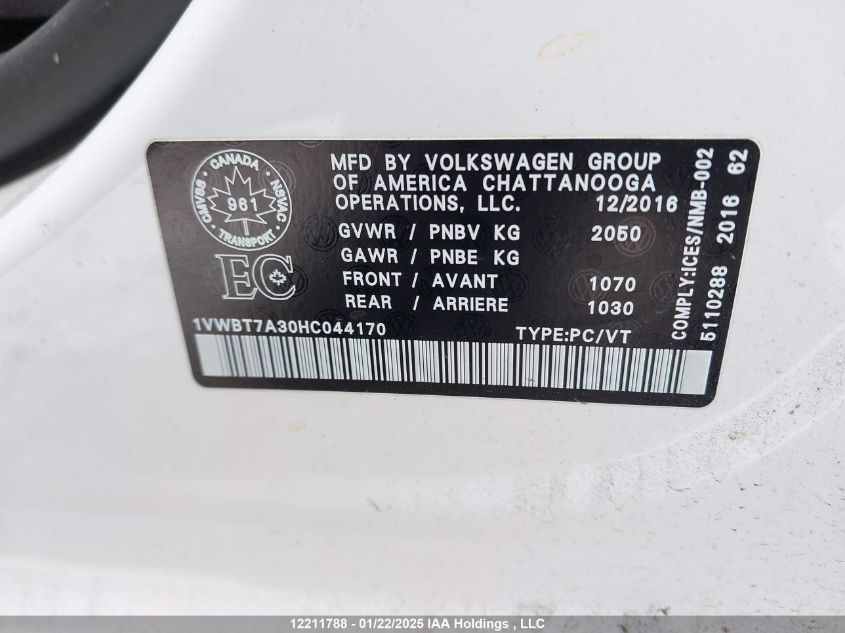 CANADA
CMVSS
NSVAC
961
TRANSPORT
EC
MFD BY VOLKSWAGEN GROUP
OF AMERICA CHATTANOOGA
OPERATIONS, LLC. 12/2016
GVWR / PNBV KG 2050
GAWR / PNBE KG
FRONT / AVANT 1070
REAR / ARRIERE 1030
1VWBT7A30HC044170 TYPE:PC/VT
COMPLY:ICES/NMB-002
5110288 2016 62
12211788 - 01/22/2025 IAA Holdings , LLC